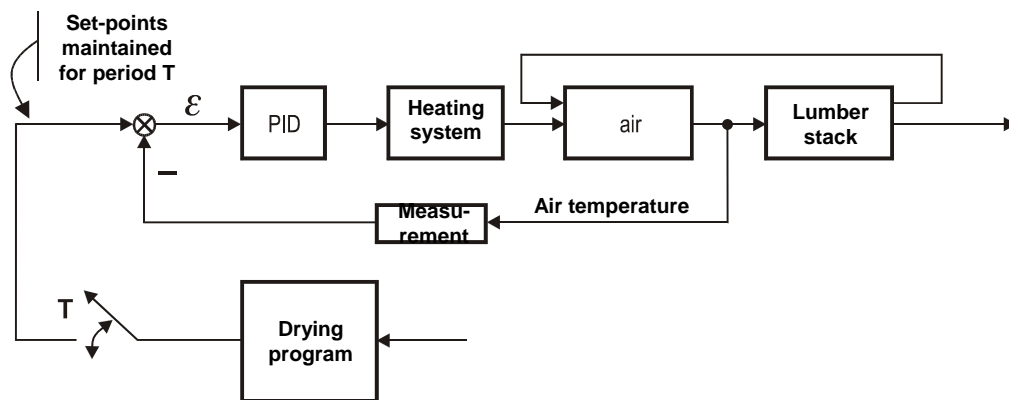 Set-points
maintained
for period T
ε
PID
Heating
system
air
Lumber
stack
–
Measu-
rement
Air temperature
T
Drying
program